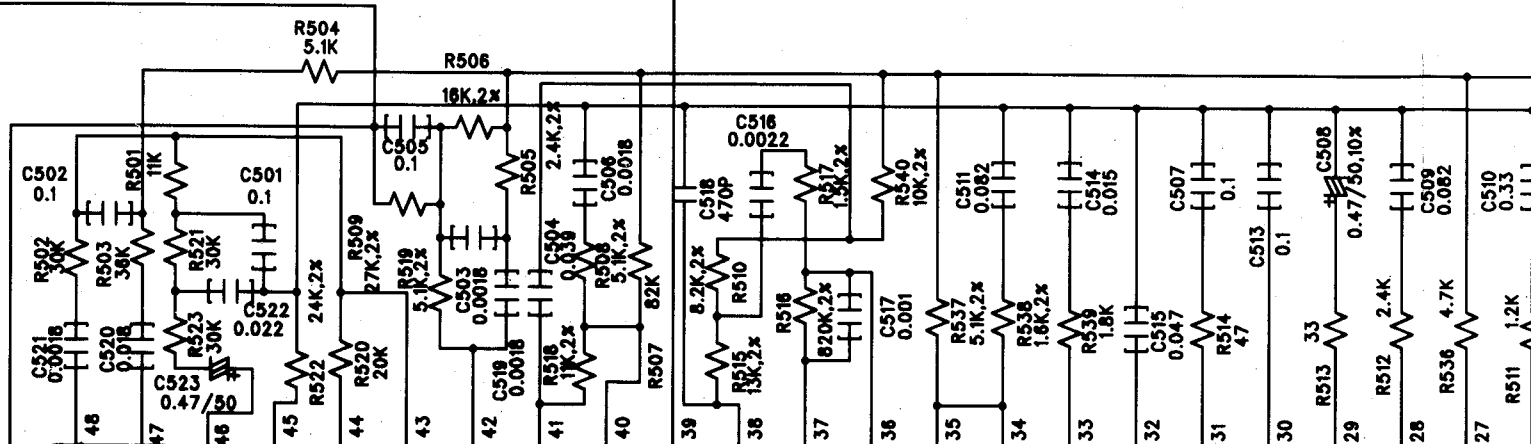 R504
5.1K
R506
16K,2%
C502
0.1
R501
11K
C501
0.1
C505
0.1
R505
2.4K,2%
C506
0.0018
C518
470P
C516
0.0022
R517
1.5K,2%
R540
10K,2%
C511
0.082
C514
0.015
C507
0.1
C513
0.1
C508
0.47/50,10%
C509
0.082
C510
0.33
R502
30K
R503
36K
R521
30K
C522
0.022
24K,2%
R509
27K,2%
R519
5.1K,2%
C503
0.0018
C504
0.039
R508
5.1K,2%
82K
8.2K,2%
R510
R516
820K,2%
C517
0.001
R537
5.1K,2%
R538
1.6K,2%
R539
1.8K
C515
0.047
R514
47
33
R513
2.4K
R512
4.7K
R536
1.2K
R511
C521
0.0018
C520
0.018
R523
30K
C523
0.47/50
R522
R520
20K
C519
0.0018
R518
11K,2%
R507
R515
13K,2%
48
47
46
45
44
43
42
41
40
39
38
37
36
35
34
33
32
31
30
29
28
27